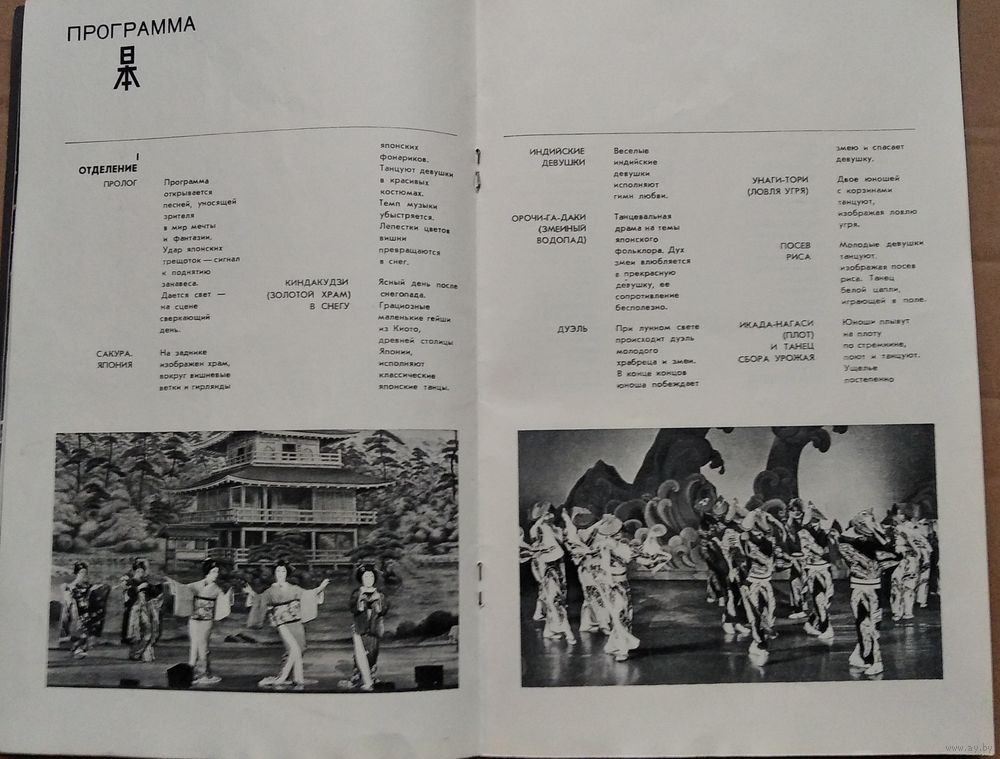 ПРОГРАММА
日本
I
ОТДЕЛЕНИЕ
ПРОЛОГ
Программа
открывается
песней, уносящей
зрителя
в мир мечты
и фантазии.
Удар японских
трещоток — сигнал
к поднятию
занавеса.
Дается свет —
на сцене
сверкающий
день.
САКУРА.
ЯПОНИЯ
На заднике
изображен храм,
вокруг вишневые
ветки и гирлянды
японских
фонариков.
Танцуют девушки
в красивых
костюмах.
Темп музыки
убыстряется.
Лепестки цветов
вишни
превращаются
в снег.
КИНДАКУДЗИ
(ЗОЛОТОЙ ХРАМ)
В СНЕГУ
Ясный день после
снегопада.
Грациозные
маленькие гейши
из Киото,
древней столицы
Японии,
исполняют
классические
японские танцы.
ИНДИЙСКИЕ
ДЕВУШКИ
Веселые
индийские
девушки
исполняют
гимн любви.
ОРОЧИ-ГА-ДАКИ
(ЗМЕИНЫЙ
ВОДОПАД)
Танцевальная
драма на темы
японского
фольклора. Дух
змеи влюбляется
в прекрасную
девушку, ее
сопротивление
бесполезно.
ДУЭЛЬ
При лунном свете
происходит дуэль
молодого
храбреца и змеи.
В конце концов
юноша побеждает
змею и спасает
девушку.
УНАГИ-ТОРИ
(ЛОВЛЯ УГРЯ)
Двое юношей
с корзинами
танцуют,
изображая ловлю
угря.
ПОСЕВ
РИСА
Молодые девушки
танцуют,
изображая посев
риса. Танец
белой цапли,
играющей в поле.
ИКАДА-НАГАСИ
(ПЛОТ)
И ТАНЕЦ
СБОРА УРОЖАЯ
Юноши плывут
на плоту
по стремнине,
поют и танцуют.
Ущелье
постепенно
www.ay.by